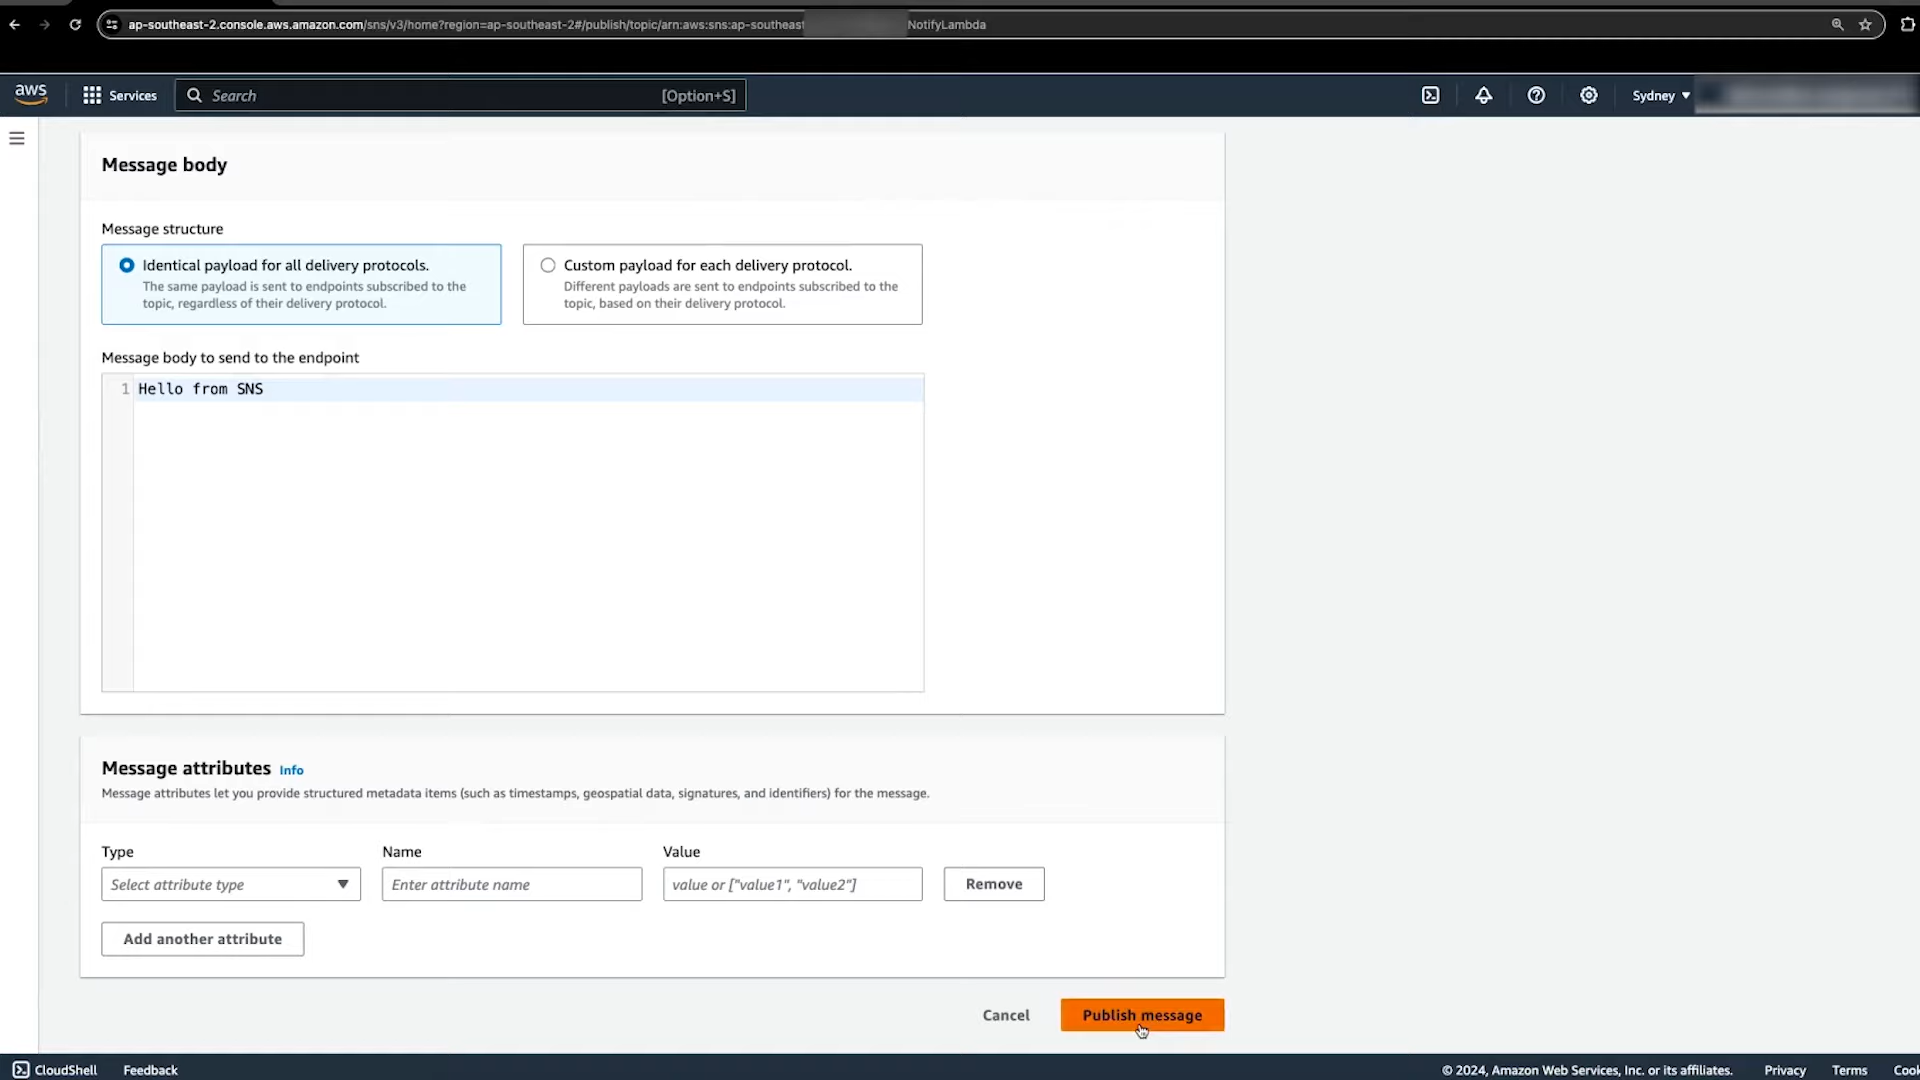 ap-southeast-2.console.aws.amazon.com/sns/v3/home?region=ap-southeast-2#/publish/topic/arn:aws:sns:ap-southeast NotifyLambda
aws Services Search [Option+S] Sydney
Message body
Message structure
Identical payload for all delivery protocols.
The same payload is sent to endpoints subscribed to the
topic, regardless of their delivery protocol.
Custom payload for each delivery protocol.
Different payloads are sent to endpoints subscribed to the
topic, based on their delivery protocol.
Message body to send to the endpoint
1 Hello from SNS
Message attributes Info
Message attributes let you provide structured metadata items (such as timestamps, geospatial data, signatures, and identifiers) for the message.
Type Name Value
Select attribute type Enter attribute name value or ["value1", "value2"] Remove
Add another attribute
Cancel Publish message
CloudShell Feedback © 2024, Amazon Web Services, Inc. or its affiliates. Privacy Terms Cook